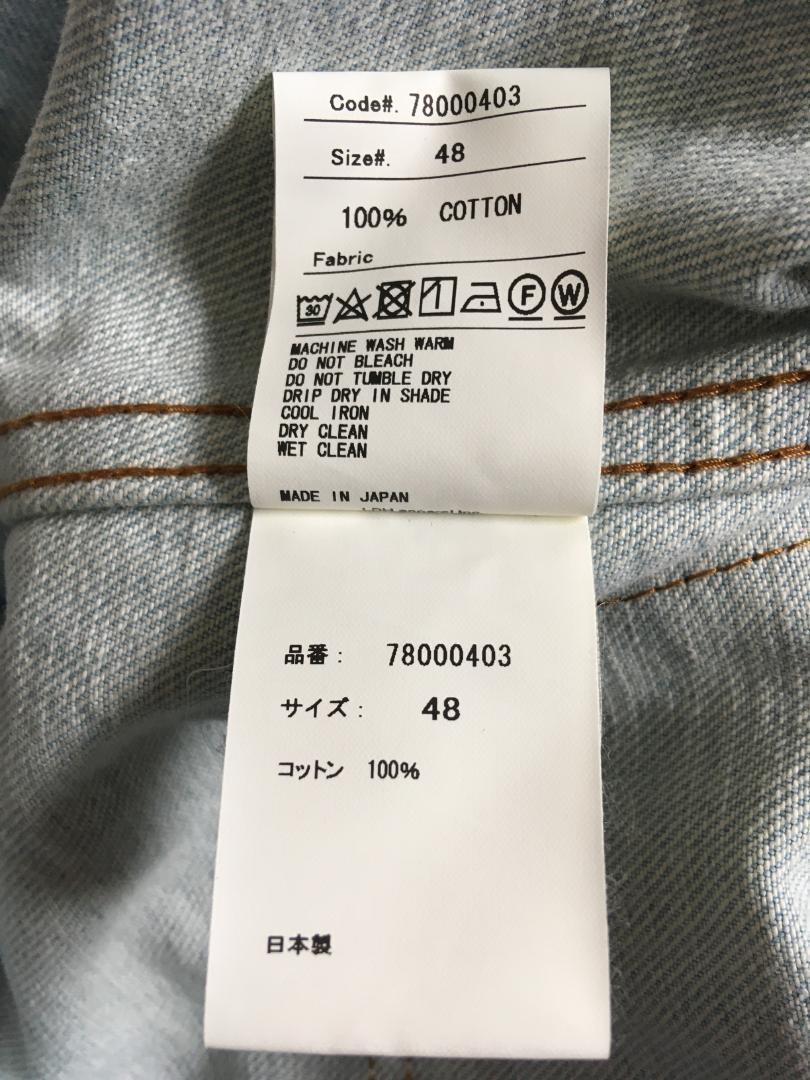 Code#. 78000403
Size#. 48
100% COTTON
Fabric
30 F W
MACHINE WASH WARM
DO NOT BLEACH
DO NOT TUMBLE DRY
DRIP DRY IN SHADE
COOL IRON
DRY CLEAN
WET CLEAN
MADE IN JAPAN
品番： 78000403
サイズ： 48
コットン 100%
日本製